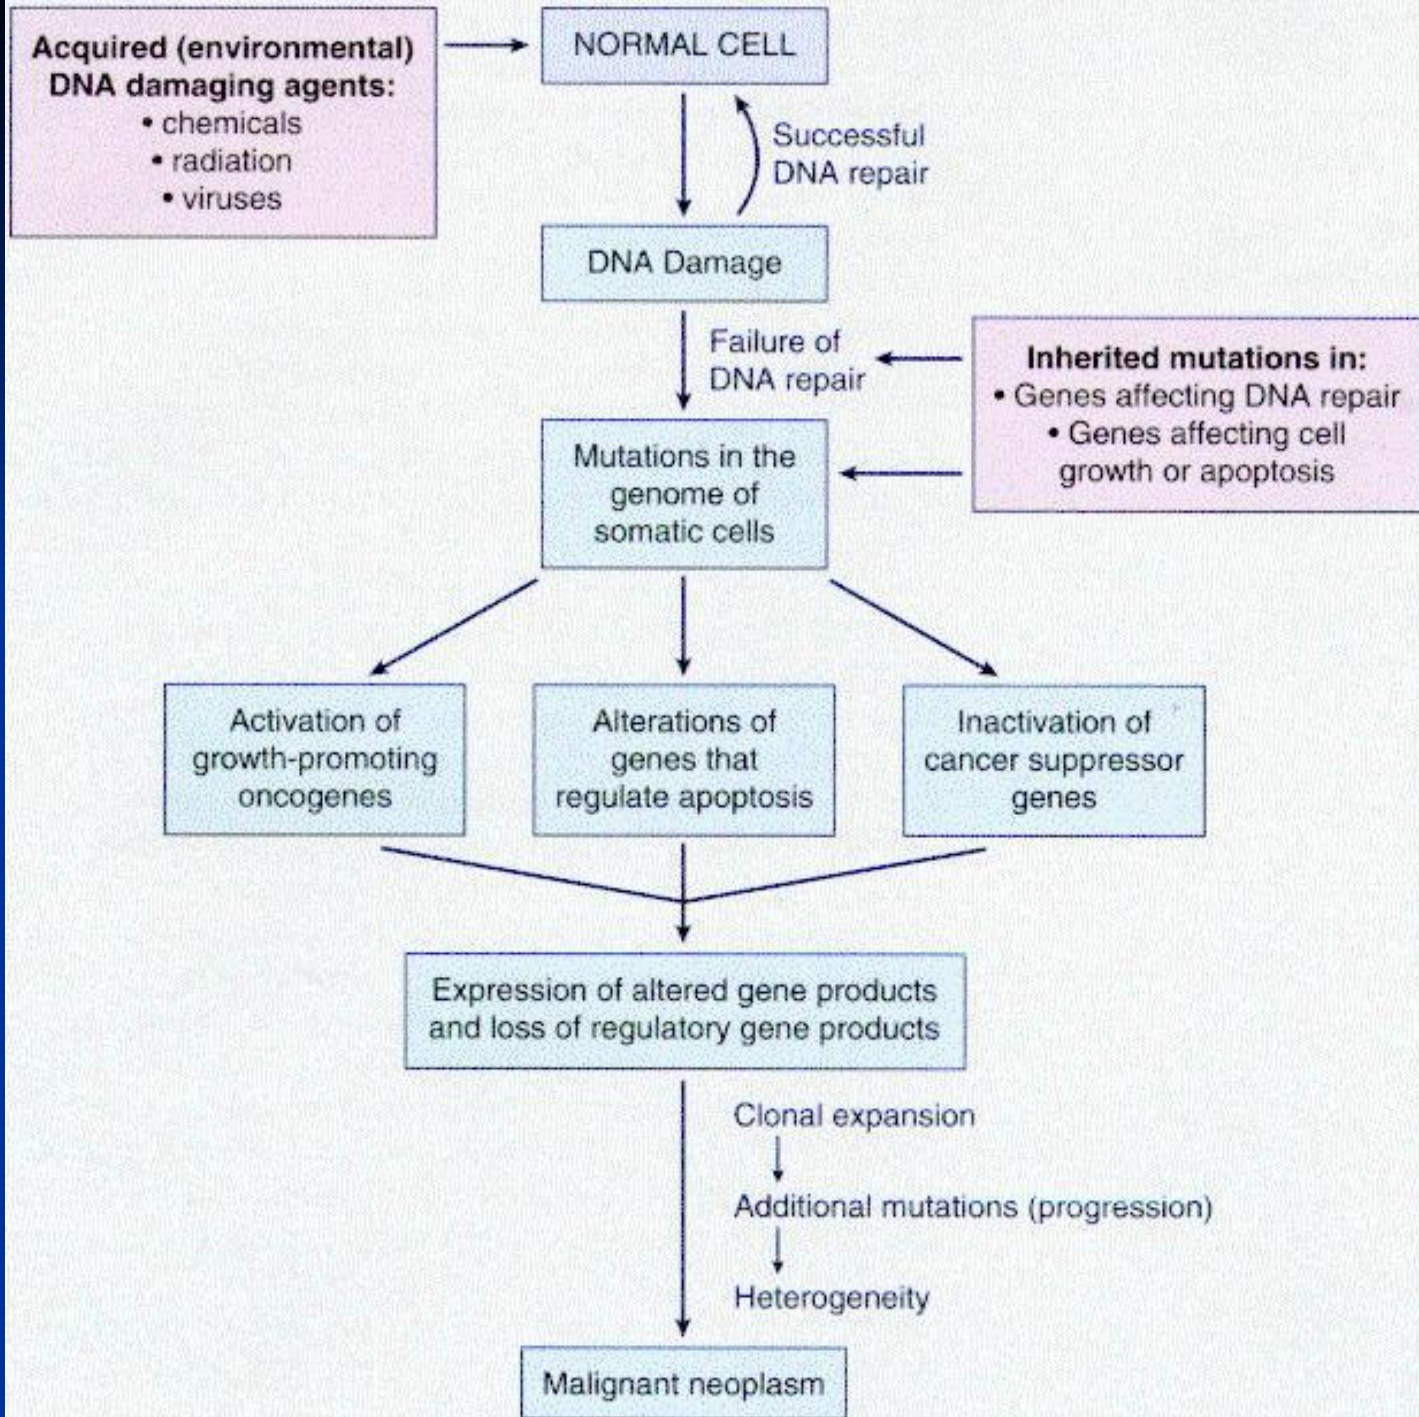 Acquired (environmental)
DNA damaging agents:
• chemicals
• radiation
• viruses
NORMAL CELL
Successful
DNA repair
DNA Damage
Failure of
DNA repair
Inherited mutations in:
• Genes affecting DNA repair
• Genes affecting cell
growth or apoptosis
Mutations in the
genome of
somatic cells
Activation of
growth-promoting
oncogenes
Alterations of
genes that
regulate apoptosis
Inactivation of
cancer suppressor
genes
Expression of altered gene products
and loss of regulatory gene products
Clonal expansion
Additional mutations (progression)
Heterogeneity
Malignant neoplasm